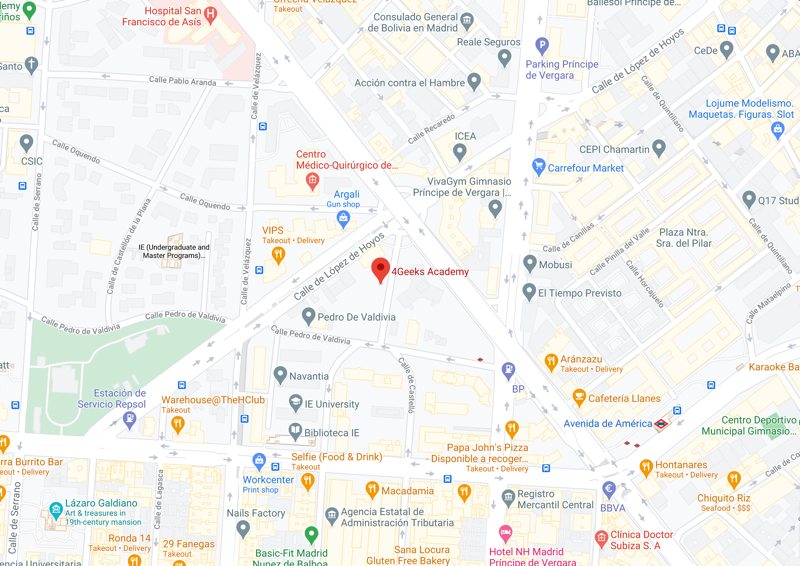 demy
iños
Hospital San
Francisco de Asís
Takeout
Consulado General
de Bolivia en Madrid
Reale Seguros
Parking Príncipe
de Vergara
CeDe
ABA
Santo
Calle Pablo Aranda
Calle de Velázquez
Acción contra el Hambre
Calle de López de Hoyos
Calle de Quintiliano
Lojume Modelismo.
Maquetas. Figuras. Slot
Calle Recaredo
ICEA
CEPI Chamartin
CSIC
Calle Oquendo
Centro
Médico-Quirúrgico de...
Carrefour Market
VivaGym Gimnasio
Príncipe de Vergara |...
Calle de Serrano
Calle Oquendo
Argali
Gun shop
Q17 Stud
Calle de Castellón de la Plana
VIPS
Takeout • Delivery
Calle de López de Hoyos
Calle de Canillas
Plaza Ntra.
Sra. del Pilar
Calle de Quintiliano
IE (Undergraduate and
Master Programs)...
Calle de Velázquez
4Geeks Academy
Mobusi
Calle Pinilla del Valle
Calle Horcajuelo
El Tiempo Previsto
Calle Mataelpino
Calle Pedro de Valdivia
Calle Pedro de Valdivia
Pedro De Valdivia
Calle Pedro de Valdivia
Aránzazu
Takeout • Delivery
Karaoke Ba
att
Navantia
Calle de Castelló
BP
Estación de
Servicio Repsol
Warehouse@TheHClub
Takeout
IE University
Cafetería Llanes
Biblioteca IE
Avenida de América
Centro Deportivo
Municipal Gimnasio...
Papa John's Pizza
- Disponible a recoger...
Takeout • Delivery
rra Burrito Bar
Takeout • Delivery
Selfie (Food & Drink)
Takeout
Hontanares
Takeout • Delivery
Calle de Ca
Calle de Serrano
Calle de Lagasca
Workcenter
Print shop
Macadamia
Registro
Mercantil Central
BBVA
Chiquito Riz
Seafood • $$$
Lázaro Galdiano
Art & treasures in
19th-century mansion
Nails Factory
Agencia Estatal de
Administración Tributaria
Clínica Doctor
Subiza S. A
Ronda 14
Takeout • Delivery
29 Fanegas
Takeout • Delivery
Basic-Fit Madrid
Nunez de Balboa
Sana Locura
Gluten Free Bakery
Hotel NH Madrid
Príncipe de Vergara
encia Universitaria